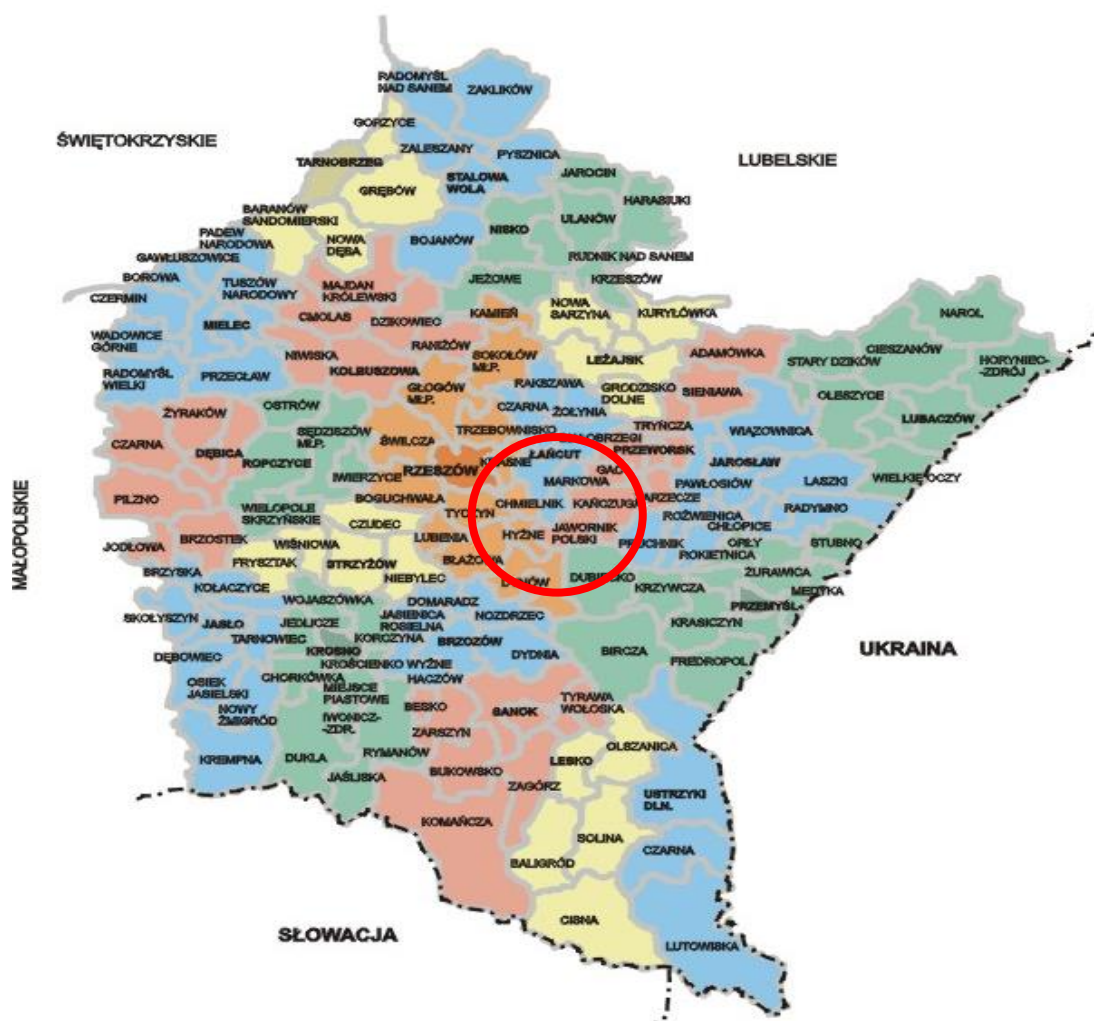 RADOMYŚL
NAD SANEM
ZAKLIKÓW
GORZYCE
ŚWIĘTOKRZYSKIE
ZALESZANY
PYSZNICA
LUBELSKIE
TARNOBRZEG
STALOWA
WOLA
JAROCIN
GRĘBÓW
HARASIUKI
BARANÓW
SANDOMIERSKI
ULANÓW
PADEW
NARODOWA
NOWA
DĘBA
BOJANÓW
NISKO
GAWŁUSZOWICE
RUDNIK NAD SANEM
BOROWA
TUSZÓW
NARODOWY
MAJDAN
KRÓLEWSKI
JEŻOWE
KRZESZÓW
CZERMIN
NOWA
SARZYNA
KURYŁÓWKA
NAROL
CMOLAS
DZIKOWIEC
KAMIEŃ
WADOWICE
GÓRNE
MIELEC
RANIŻÓW
SOKOŁÓW
MŁP.
LEŻAJSK
ADAMÓWKA
CIESZANÓW
STARY DZIKÓW
HORYNIEC-
-ZDRÓJ
NIWISKA
KOLBUSZOWA
RADOMYŚL
WIELKI
PRZECŁAW
GŁOGÓW
MŁP.
RAKSZAWA
GRODZISKO
DOLNE
SIENIAWA
OLESZYCE
OSTRÓW
CZARNA
ŻOŁYNIA
LUBACZÓW
ŻYRAKÓW
SĘDZISZÓW
MŁP.
TRZEBOWNISKO
TRYŃCZA
WIĄZOWNICA
CZARNA
DĘBICA
ŚWILCZA
ŁAŃCUT
PRZEWORSK
ROPCZYCE
RZESZÓW
GAĆ
JAROSŁAW
IWIERZYCE
MARKOWA
PAWŁOSIÓW
LASZKI
WIELKIE OCZY
PILZNO
BOGUCHWAŁA
CHMIELNIK
KAŃCZUGA
RADYMNO
WIELOPOLE
SKRZYŃSKIE
TYCZYN
ROŹWIENICA
CHŁOPICE
CZUDEC
JAWORNIK
POLSKI
MAŁOPOLSKIE
JODŁOWA
BRZOSTEK
WIŚNIOWA
LUBENIA
HYŻNE
PRUCHNIK
ORŁY
STUBNO
FRYSZTAK
STRZYŻÓW
BŁAŻOWA
ROKIETNICA
BRZYSKA
NIEBYLEC
DYNÓW
DUBIECKO
ŻURAWICA
KOŁACZYCE
KRZYWCZA
MEDYKA
WOJASZÓWKA
DOMARADZ
PRZEMYŚL
SKOŁYSZYN
JASŁO
JEDLICZE
JASIENICA
ROSIELNA
NOZDRZEC
KRASICZYN
TARNOWIEC
KORCZYNA
BRZOZÓW
DĘBOWIEC
KROSNO
DYDNIA
BIRCZA
FREDROPOL
UKRAINA
KROŚCIENKO WYŻNE
OSIEK
JASIELSKI
CHORKÓWKA
HACZÓW
MIEJSCE
PIASTOWE
NOWY
ŻMIGRÓD
BESKO
SANOK
TYRAWA
WOŁOSKA
IWONICZ-
-ZDR.
ZARSZYN
KREMPNA
DUKLA
RYMANÓW
OLSZANICA
LESKO
JAŚLISKA
BUKOWSKO
ZAGÓRZ
USTRZYKI
DLN.
KOMAŃCZA
SOLINA
CZARNA
BALIGRÓD
SŁOWACJA
CISNA
LUTOWISKA